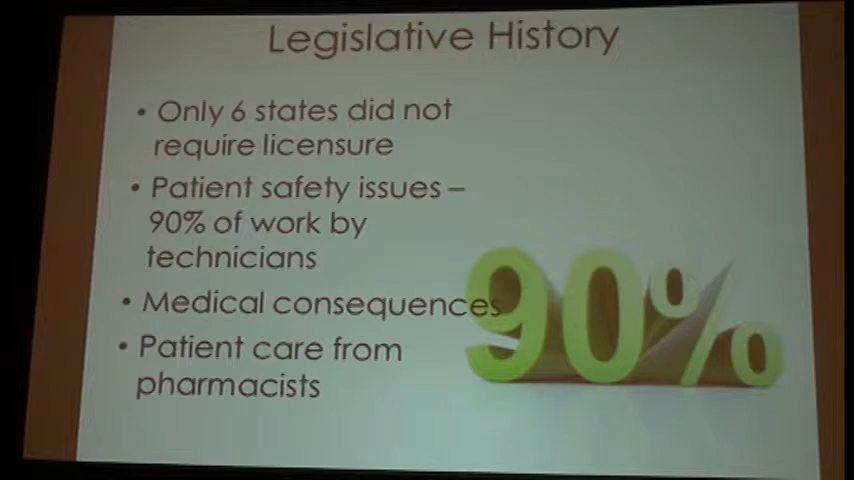 Legislative History
• Only 6 states did not
require licensure
• Patient safety issues –
90% of work by
technicians
• Medical consequences
• Patient care from
pharmacists
90%